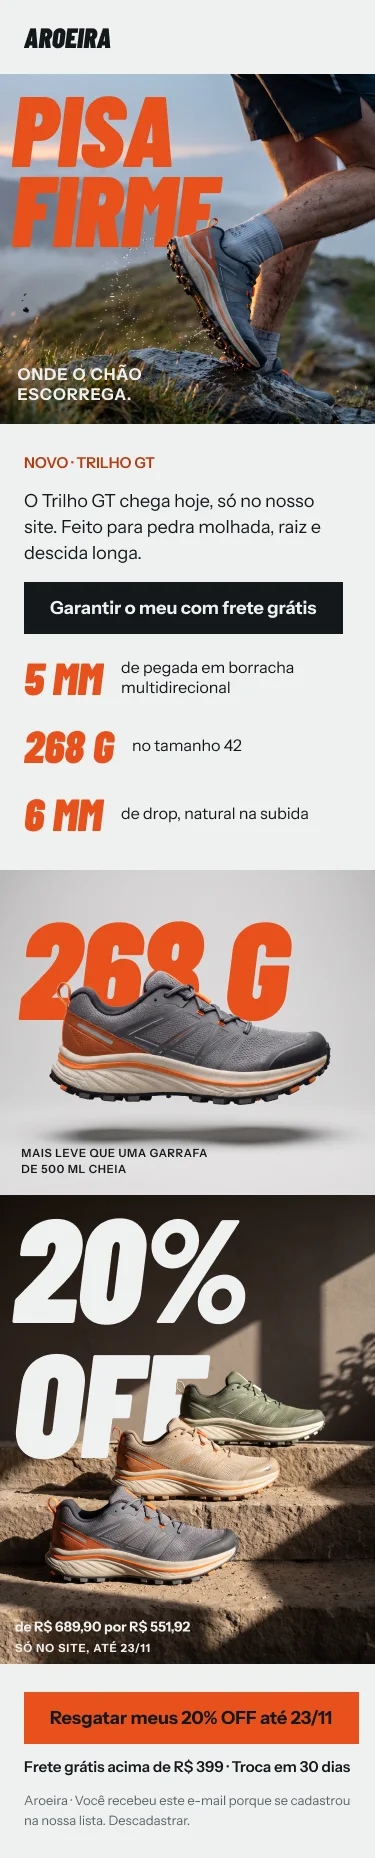 AROEIRA
PISA
FIRME
ONDE O CHÃO
ESCORREGA.
NOVO · TRILHO GT
O Trilho GT chega hoje, só no nosso
site. Feito para pedra molhada, raiz e
descida longa.
Garantir o meu com frete grátis
5 MM
de pegada em borracha
multidirecional
268 G
no tamanho 42
6 MM
de drop, natural na subida
268 G
MAIS LEVE QUE UMA GARRAFA
DE 500 ML CHEIA
20%
OFF
de R$ 689,90 por R$ 551,92
SÓ NO SITE, ATÉ 23/11
Resgatar meus 20% OFF até 23/11
Frete grátis acima de R$ 399 · Troca em 30 dias
Aroeira · Você recebeu este e-mail porque se cadastrou
na nossa lista. Descadastrar.